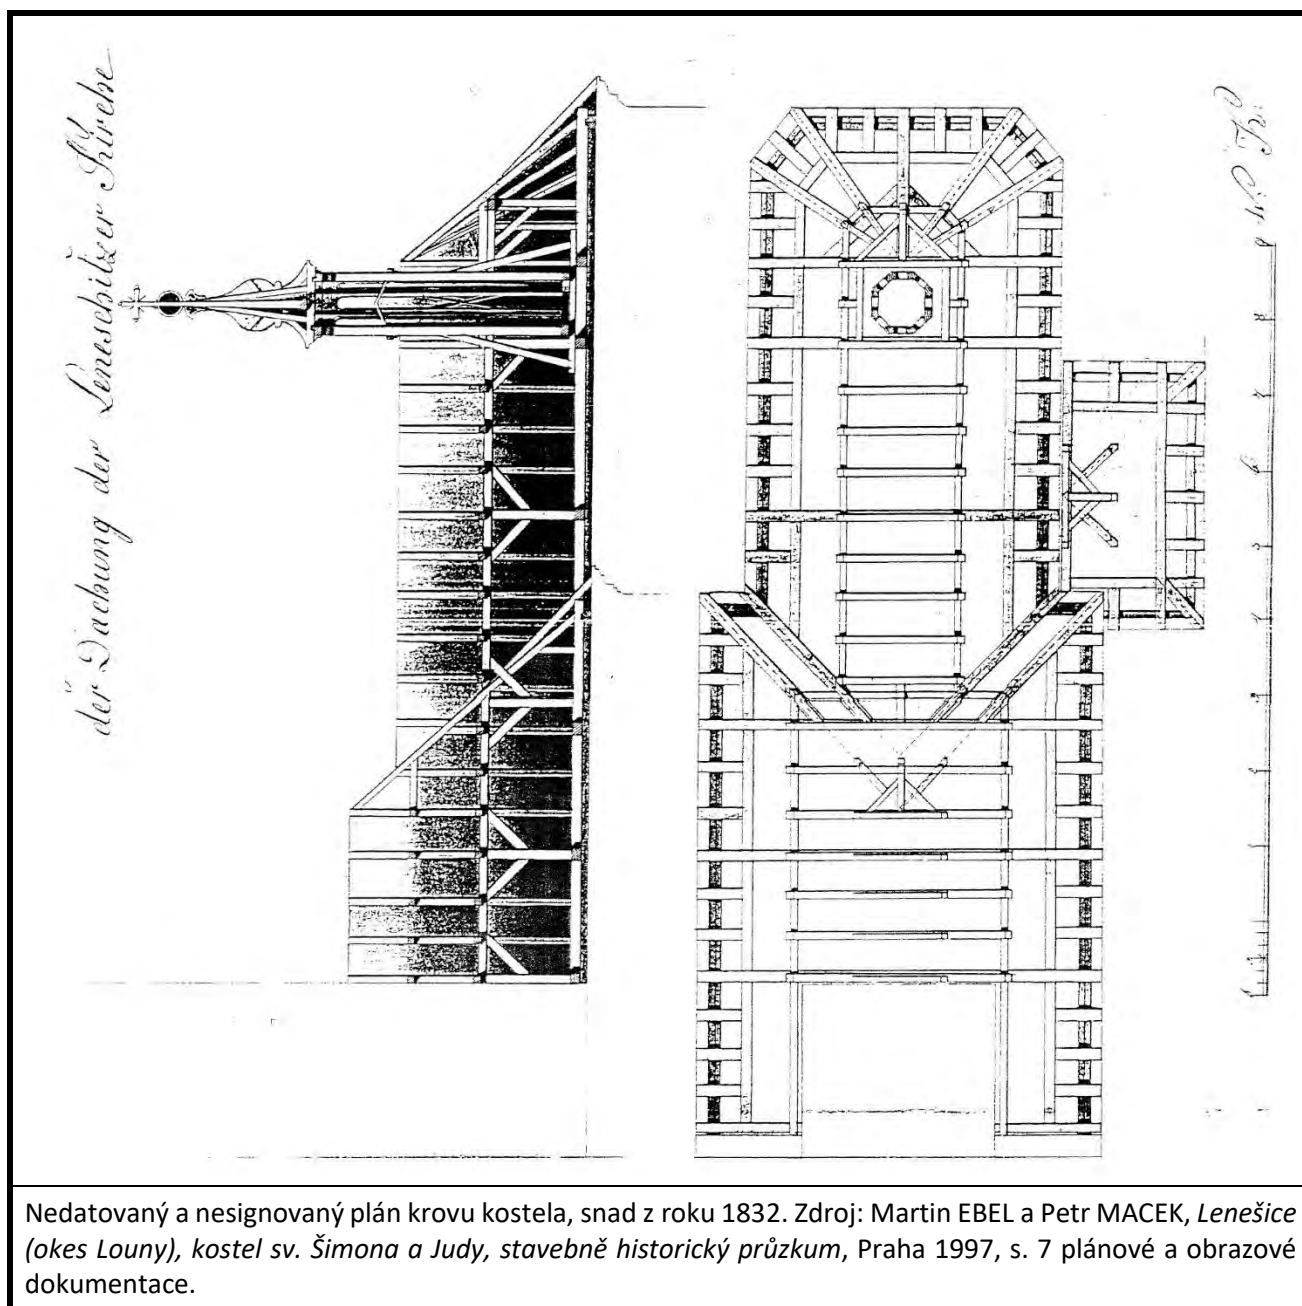 der Dachung der Leneschitzer Kirche
Nedatovaný a nesignovaný plán krovu kostela, snad z roku 1832. Zdroj: Martin EBEL a Petr MACEK, Lenešice
(okes Louny), kostel sv. Šimona a Judy, stavebně historický průzkum, Praha 1997, s. 7 plánové a obrazové
dokumentace.